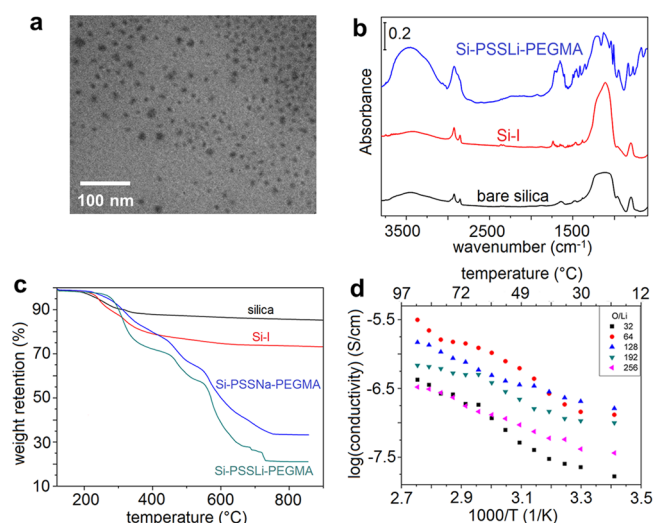 a
100 nm
b
0.2
Si-PSSLi-PEGMA
Si-I
bare silica
Absorbance
3500 2500 1500 500
wavenumber (cm-1)
c
silica
Si-I
Si-PSSNa-PEGMA
Si-PSSLi-PEGMA
weight retention (%)
90
70
50
30
10
200 400 600 800
temperature (°C)
d
temperature (°C)
97 72 49 30 12
O/Li
32
64
128
192
256
log(conductivity) (S/cm)
-5.5
-6.5
-7.5
2.7 2.9 3.1 3.3 3.5
1000/T (1/K)